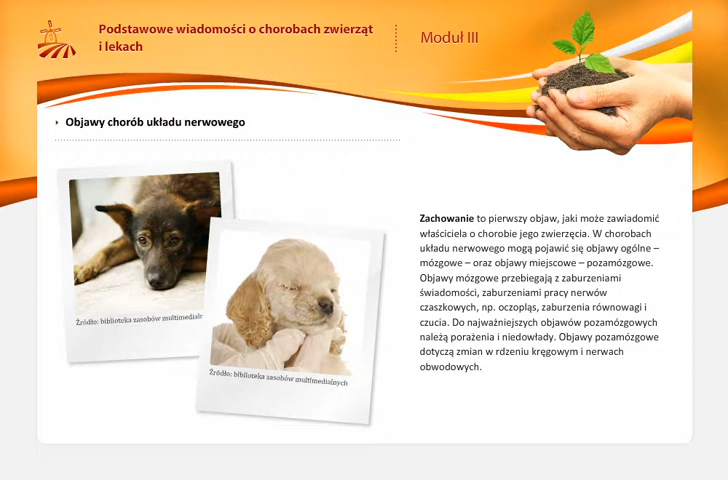 Podstawowe wiadomości o chorobach zwierząt
i lekach
Moduł III
Objawy chorób układu nerwowego
Źródło: biblioteka zasobów multimedialn
Źródło: biblioteka zasobów multimedialnych
Zachowanie to pierwszy objaw, jaki może zawiadomić
właściciela o chorobie jego zwierzęcia. W chorobach
układu nerwowego mogą pojawić się objawy ogólne –
mózgowe – oraz objawy miejscowe – pozamózgowe.
Objawy mózgowe przebiegają z zaburzeniami
świadomości, zaburzeniami pracy nerwów
czaszkowych, np. oczopląs, zaburzenia równowagi i
czucia. Do najważniejszych objawów pozamózgowych
należą porażenia i niedowłady. Objawy pozamózgowe
dotyczą zmian w rdzeniu kręgowym i nerwach
obwodowych.